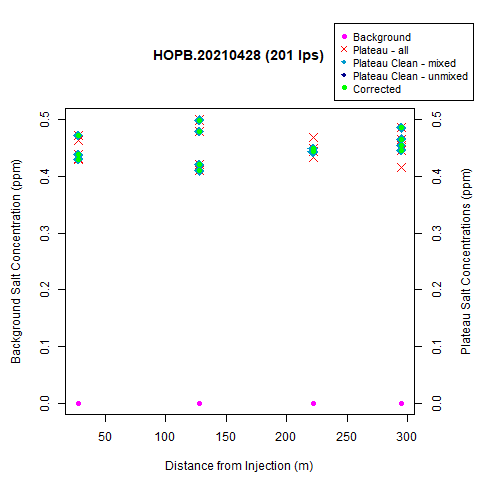 HOPB.20210428 (201 lps)
Background
Plateau - all
Plateau Clean - mixed
Plateau Clean - unmixed
Corrected
Background Salt Concentration (ppm)
0.5
0.4
0.3
0.2
0.1
0.0
0.5
0.4
0.3
0.2
0.1
0.0
Plateau Salt Concentrations (ppm)
50 100 150 200 250 300
Distance from Injection (m)